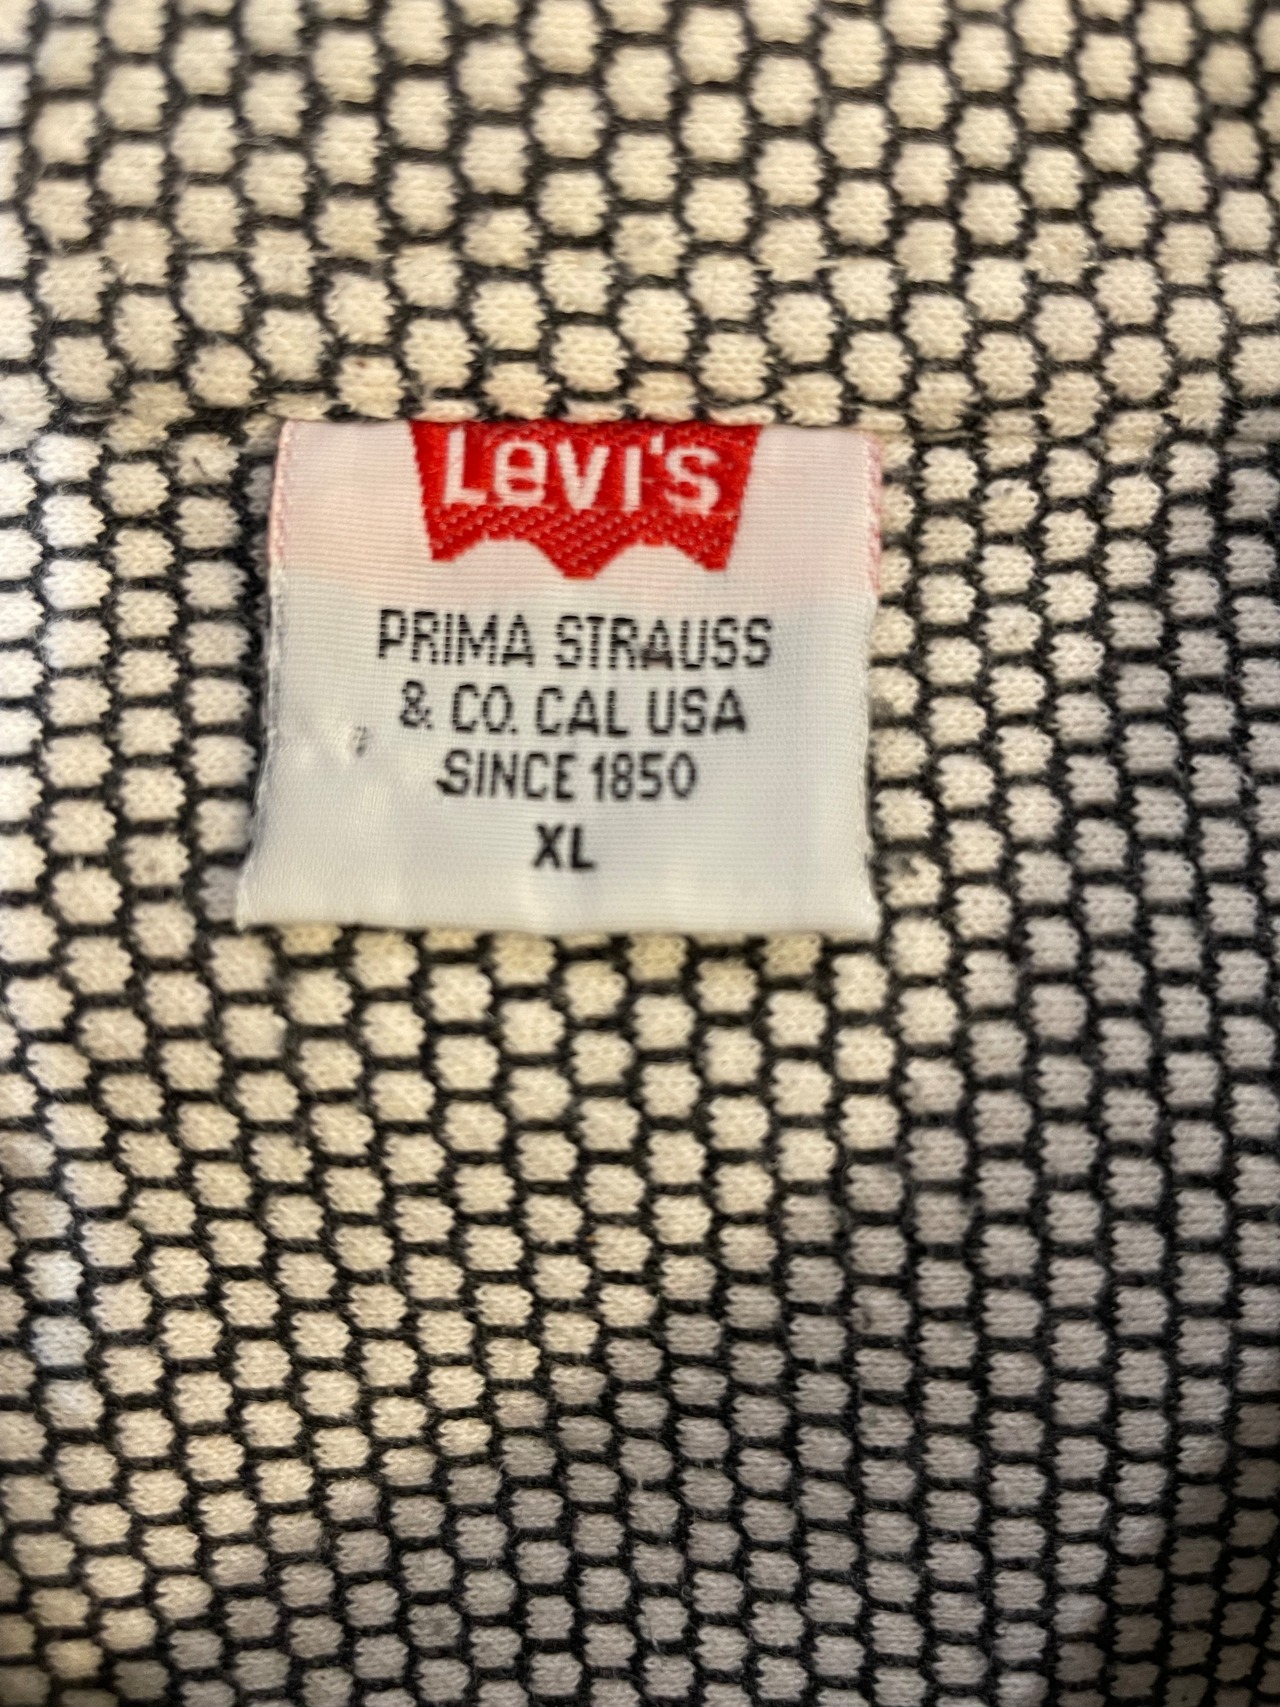 Levi's
PRIMA STRAUSS
& CO. CAL USA
SINCE 1850
XL